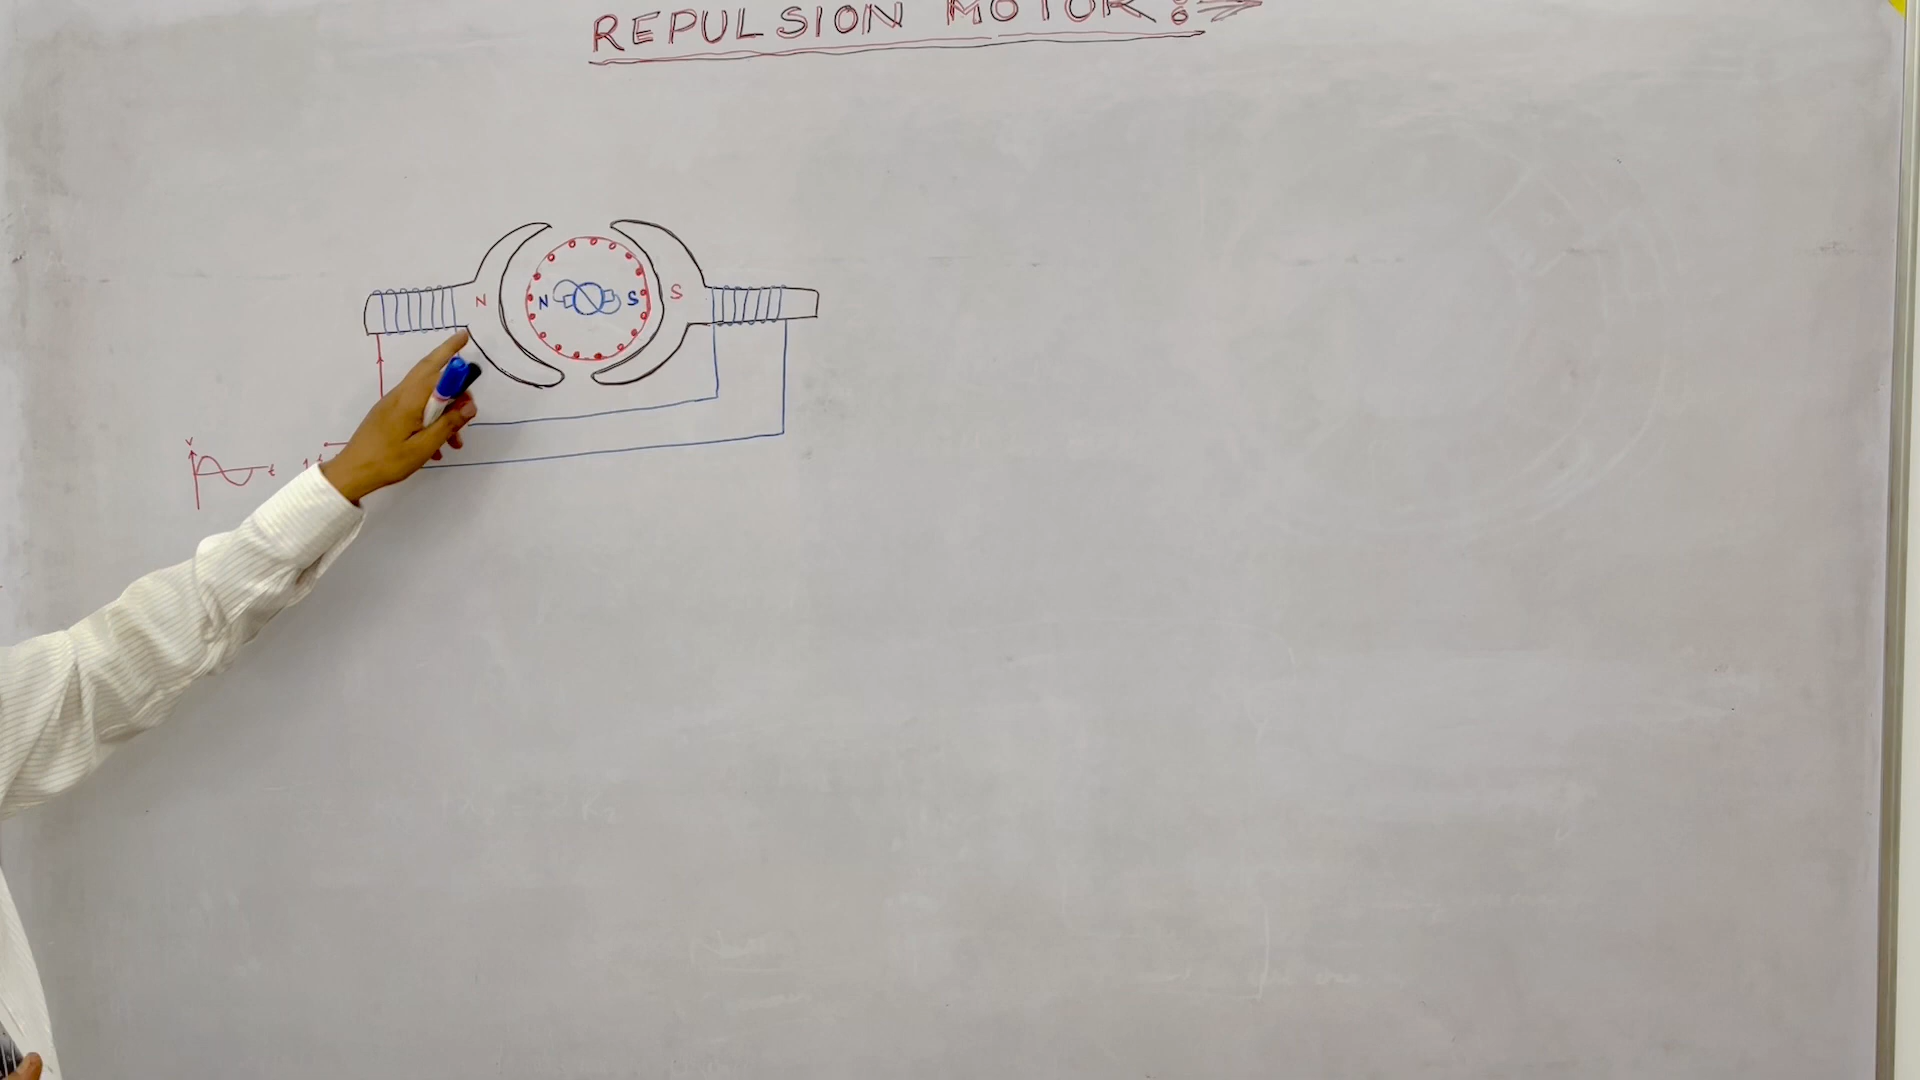 REPULSION MOTOR :⇒
N N S S
V
t